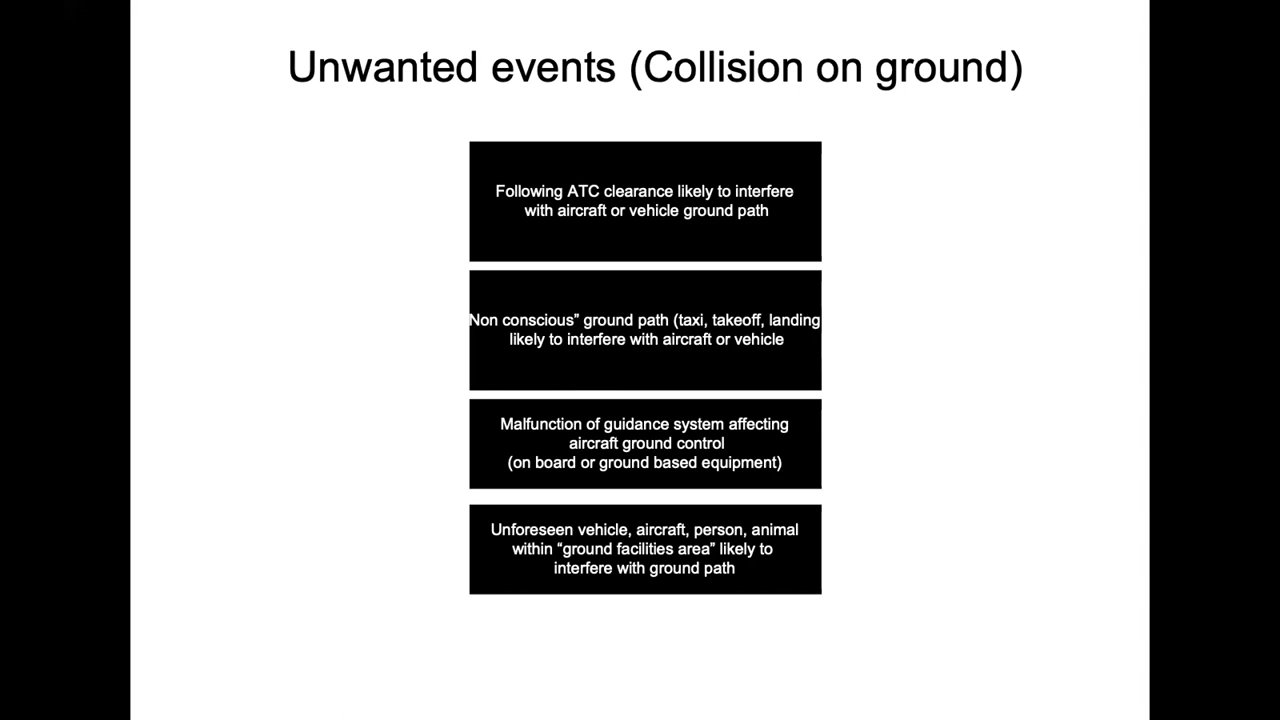 Unwanted events (Collision on ground)
Following ATC clearance likely to interfere
with aircraft or vehicle ground path
Non conscious” ground path (taxi, takeoff, landing
likely to interfere with aircraft or vehicle
Malfunction of guidance system affecting
aircraft ground control
(on board or ground based equipment)
Unforeseen vehicle, aircraft, person, animal
within “ground facilities area” likely to
interfere with ground path